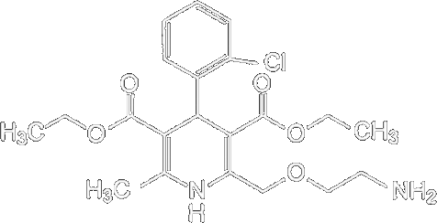 Cl
O O
H₃C O O CH₃
H₃C N O NH₂
H